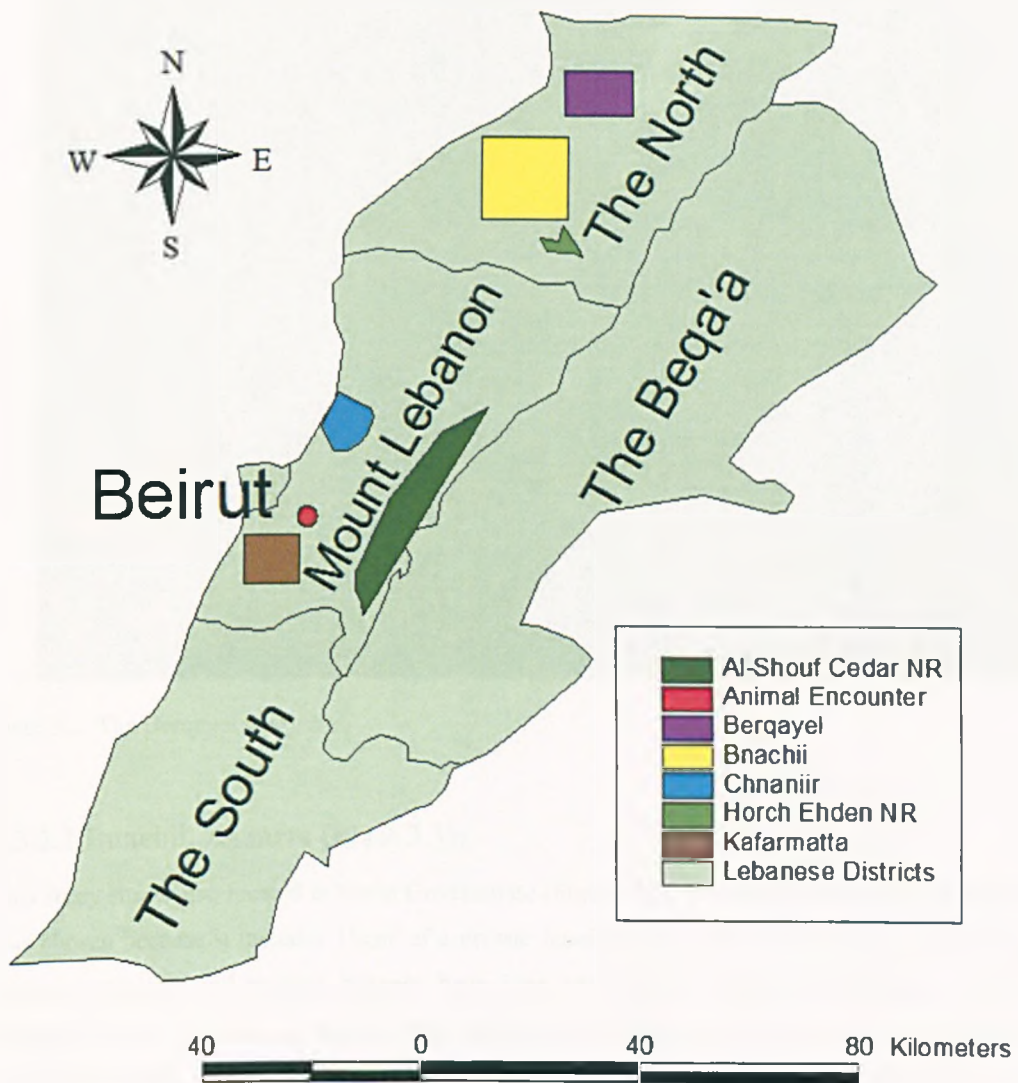 N
W E
S
The North
The Beqa'a
Mount Lebanon
Beirut
The South
Al-Shouf Cedar NR
Animal Encounter
Berqayel
Bnachii
Chnaniir
Horch Ehden NR
Kafarmatta
Lebanese Districts
40 0 40 80 Kilometers